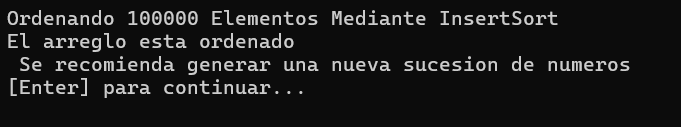 Ordenando 100000 Elementos Mediante InsertSort
El arreglo esta ordenado
 Se recomienda generar una nueva sucesion de numeros
[Enter] para continuar...